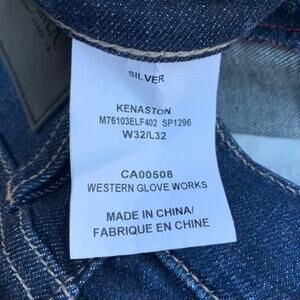 SILVER
KENASTON
M76103ELF402 SP1296
W32/L32
CA00508
WESTERN GLOVE WORKS
MADE IN CHINA/
FABRIQUE EN CHINE